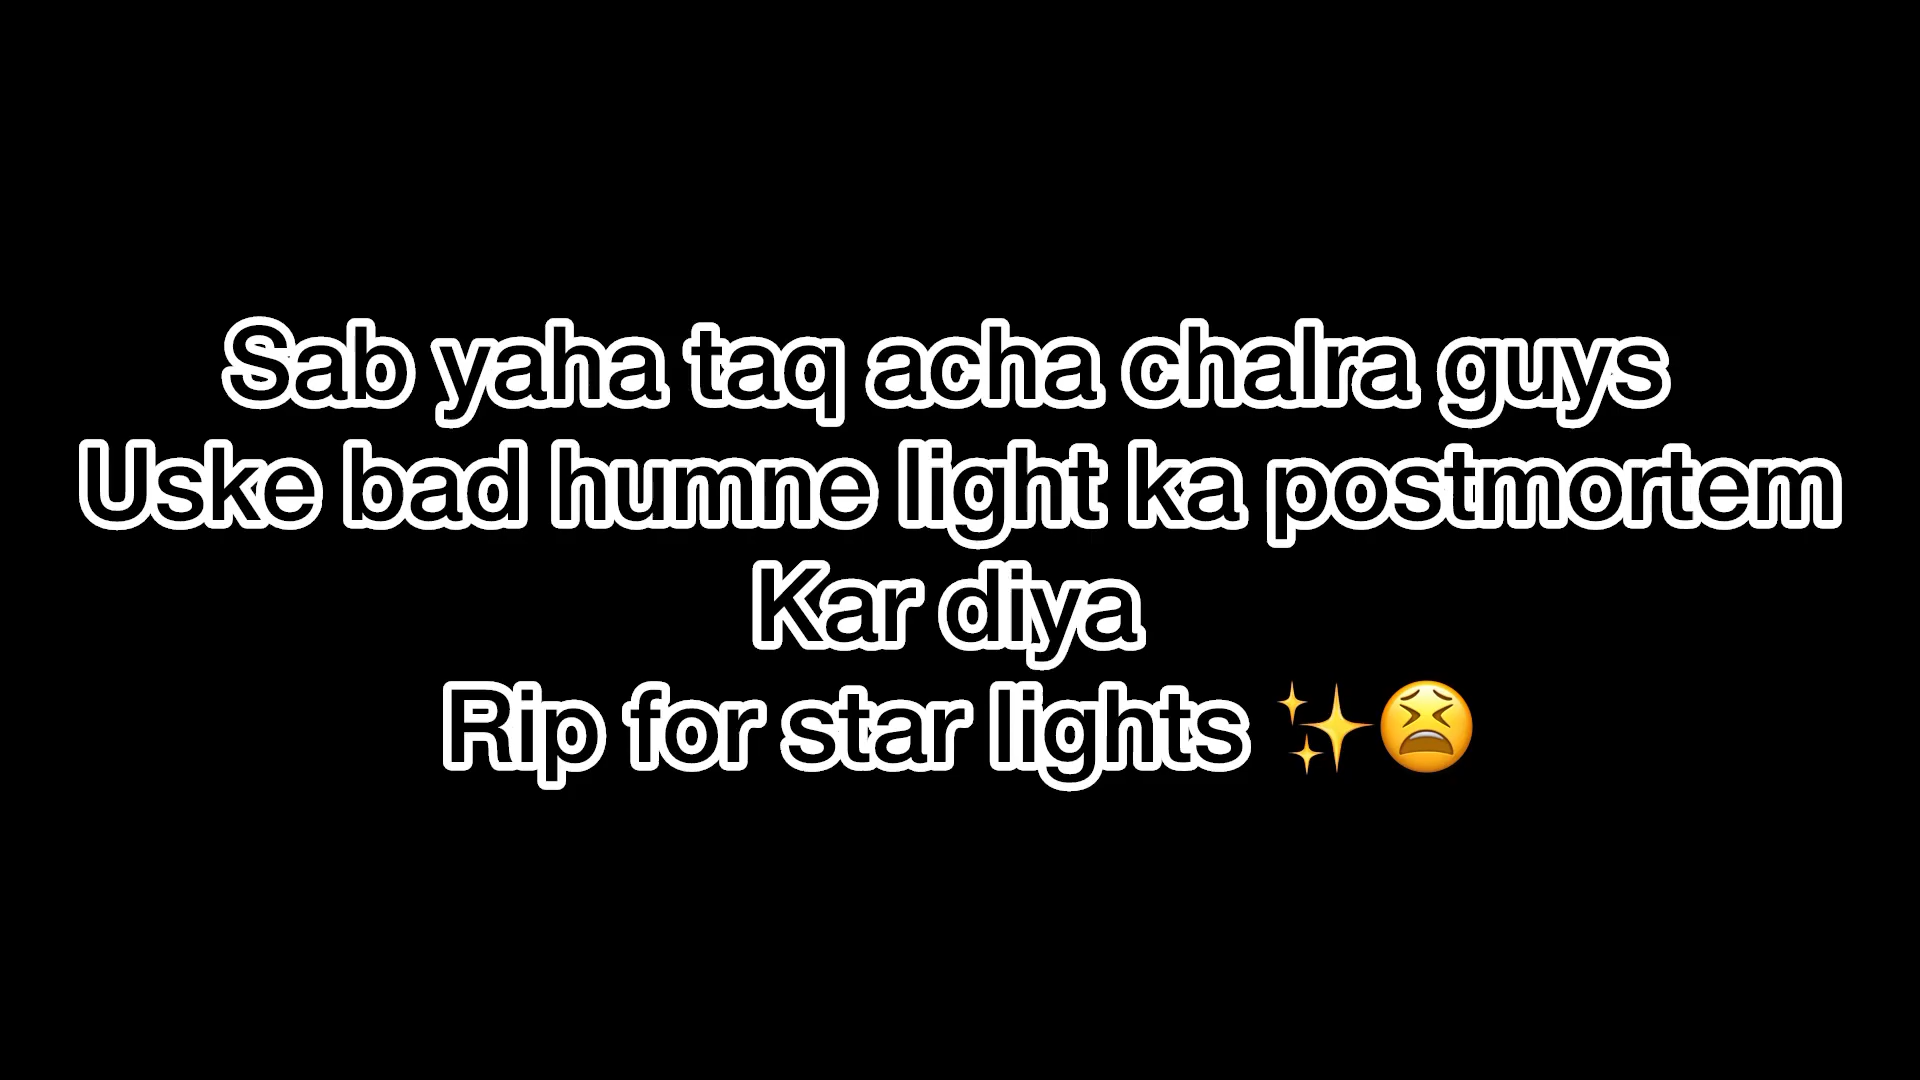 Sab yaha taq acha chalra guys
Uske bad humne light ka postmortem
Kar diya
Rip for star lights ✨😫